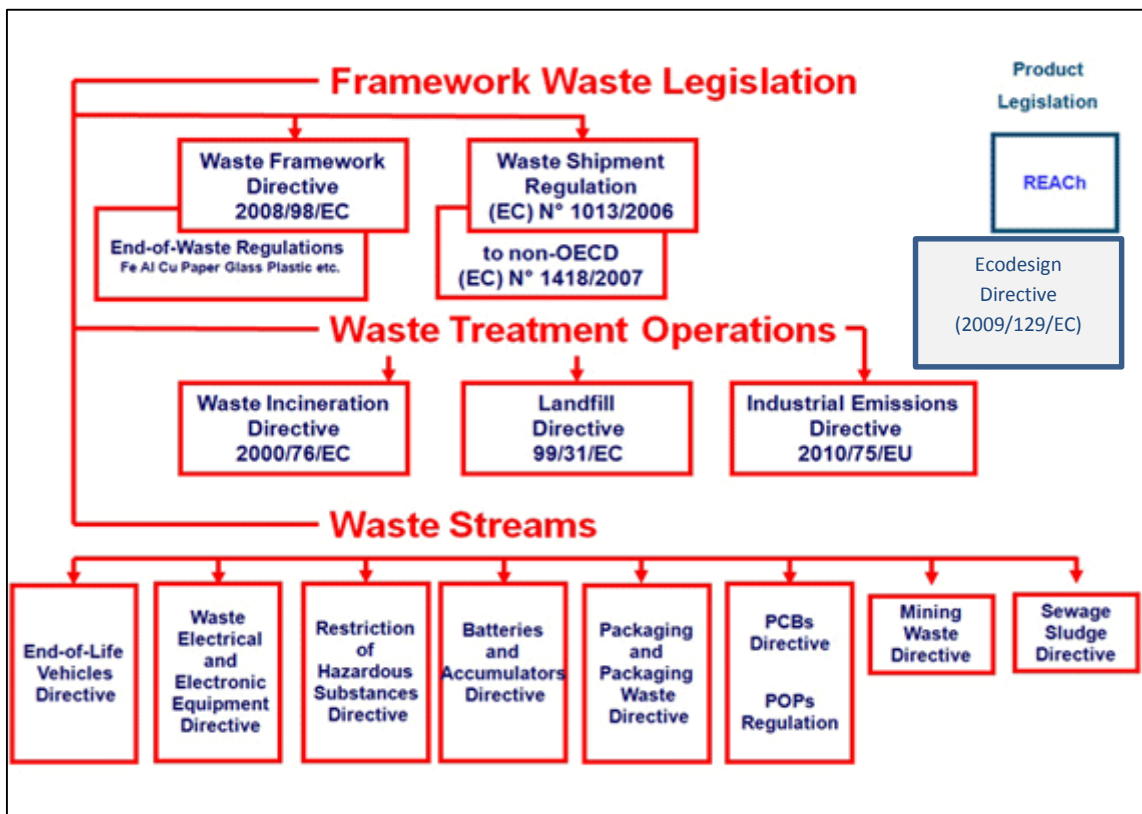 Framework Waste Legislation
Product
Legislation
Waste Framework
Directive
2008/98/EC
Waste Shipment
Regulation
(EC) N° 1013/2006
REACh
End-of-Waste Regulations
Fe Al Cu Paper Glass Plastic etc.
to non-OECD
(EC) N° 1418/2007
Ecodesign
Directive
(2009/129/EC)
Waste Treatment Operations
Waste Incineration
Directive
2000/76/EC
Landfill
Directive
99/31/EC
Industrial Emissions
Directive
2010/75/EU
Waste Streams
End-of-Life
Vehicles
Directive
Waste
Electrical
and
Electronic
Equipment
Directive
Restriction
of
Hazardous
Substances
Directive
Batteries
and
Accumulators
Directive
Packaging
and
Packaging
Waste
Directive
PCBs
Directive
POPs
Regulation
Mining
Waste
Directive
Sewage
Sludge
Directive